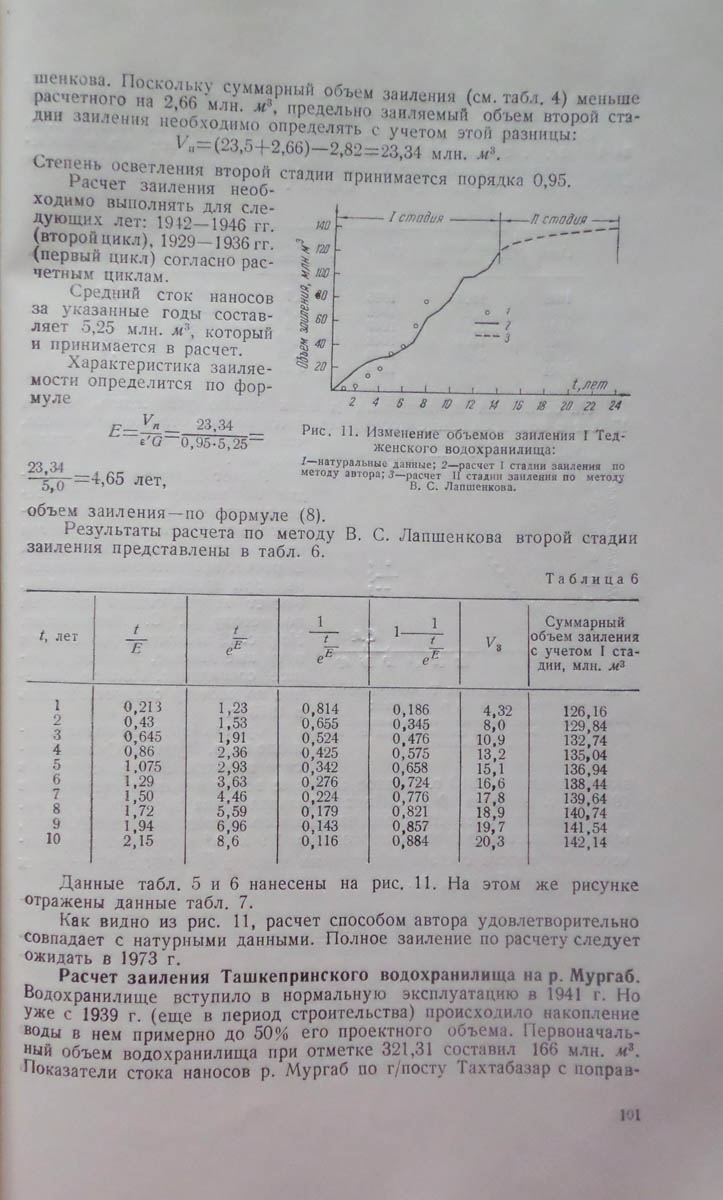 шенкова. Поскольку суммарный объем заиления (см. табл. 4) меньше
расчетного на 2,66 млн. м³, предельно заиляемый объем второй ста-
дии заиления необходимо определять с учетом этой разницы:
Vп=(23,5+2,66)—2,82=23,34 млн. м³.
Степень осветления второй стадии принимается порядка 0,95.
Расчет заиления необ-
ходимо выполнять для сле-
дующих лет: 1942—1946 гг.
(второй цикл), 1929—1936 гг.
(первый цикл) согласно рас-
четным циклам.
Средний сток наносов
за указанные годы состав-
ляет 5,25 млн. м³, который
и принимается в расчет.
Характеристика заиляе-
мости определится по фор-
муле
E = Vп / ε'G = 23,34 / 0,95·5,25 =
23,34 / 5,0 = 4,65 лет,
I стадия II стадия
Объем заиления, млн м³
140
120
100
80
60
40
20
1
2
3
t, лет
2 4 6 8 10 12 14 16 18 20 22 24
Рис. 11. Изменение объемов заиления I Тед-
женского водохранилища:
1—натуральные данные; 2—расчет I стадии заиления по
методу автора; 3—расчет II стадии заиления по методу
В. С. Лапшенкова.
объем заиления—по формуле (8).
Результаты расчета по методу В. С. Лапшенкова второй стадии
заиления представлены в табл. 6.
Таблица 6
t, лет | t/E | e^(t/E) | 1/e^(t/E) | 1—1/e^(t/E) | Vз | Суммарный объем заиления с учетом I ста-дии, млн. м³
1 0,213 1,23 0,814 0,186 4,32 126,16
2 0,43 1,53 0,655 0,345 8,0 129,84
3 0,645 1,91 0,524 0,476 10,9 132,74
4 0,86 2,36 0,425 0,575 13,2 135,04
5 1,075 2,93 0,342 0,658 15,1 136,94
6 1,29 3,63 0,276 0,724 16,6 138,44
7 1,50 4,46 0,224 0,776 17,8 139,64
8 1,72 5,59 0,179 0,821 18,9 140,74
9 1,94 6,96 0,143 0,857 19,7 141,54
10 2,15 8,6 0,116 0,884 20,3 142,14
Данные табл. 5 и 6 нанесены на рис. 11. На этом же рисунке
отражены данные табл. 7.
Как видно из рис. 11, расчет способом автора удовлетворительно
совпадает с натурными данными. Полное заиление по расчету следует
ожидать в 1973 г.
Расчет заиления Ташкепринского водохранилища на р. Мургаб.
Водохранилище вступило в нормальную эксплуатацию в 1941 г. Но
уже с 1939 г. (еще в период строительства) происходило накопление
воды в нем примерно до 50% его проектного объема. Первоначаль-
ный объем водохранилища при отметке 321,31 составил 166 млн. м³.
Показатели стока наносов р. Мургаб по г/посту Тахтабазар с поправ-
101